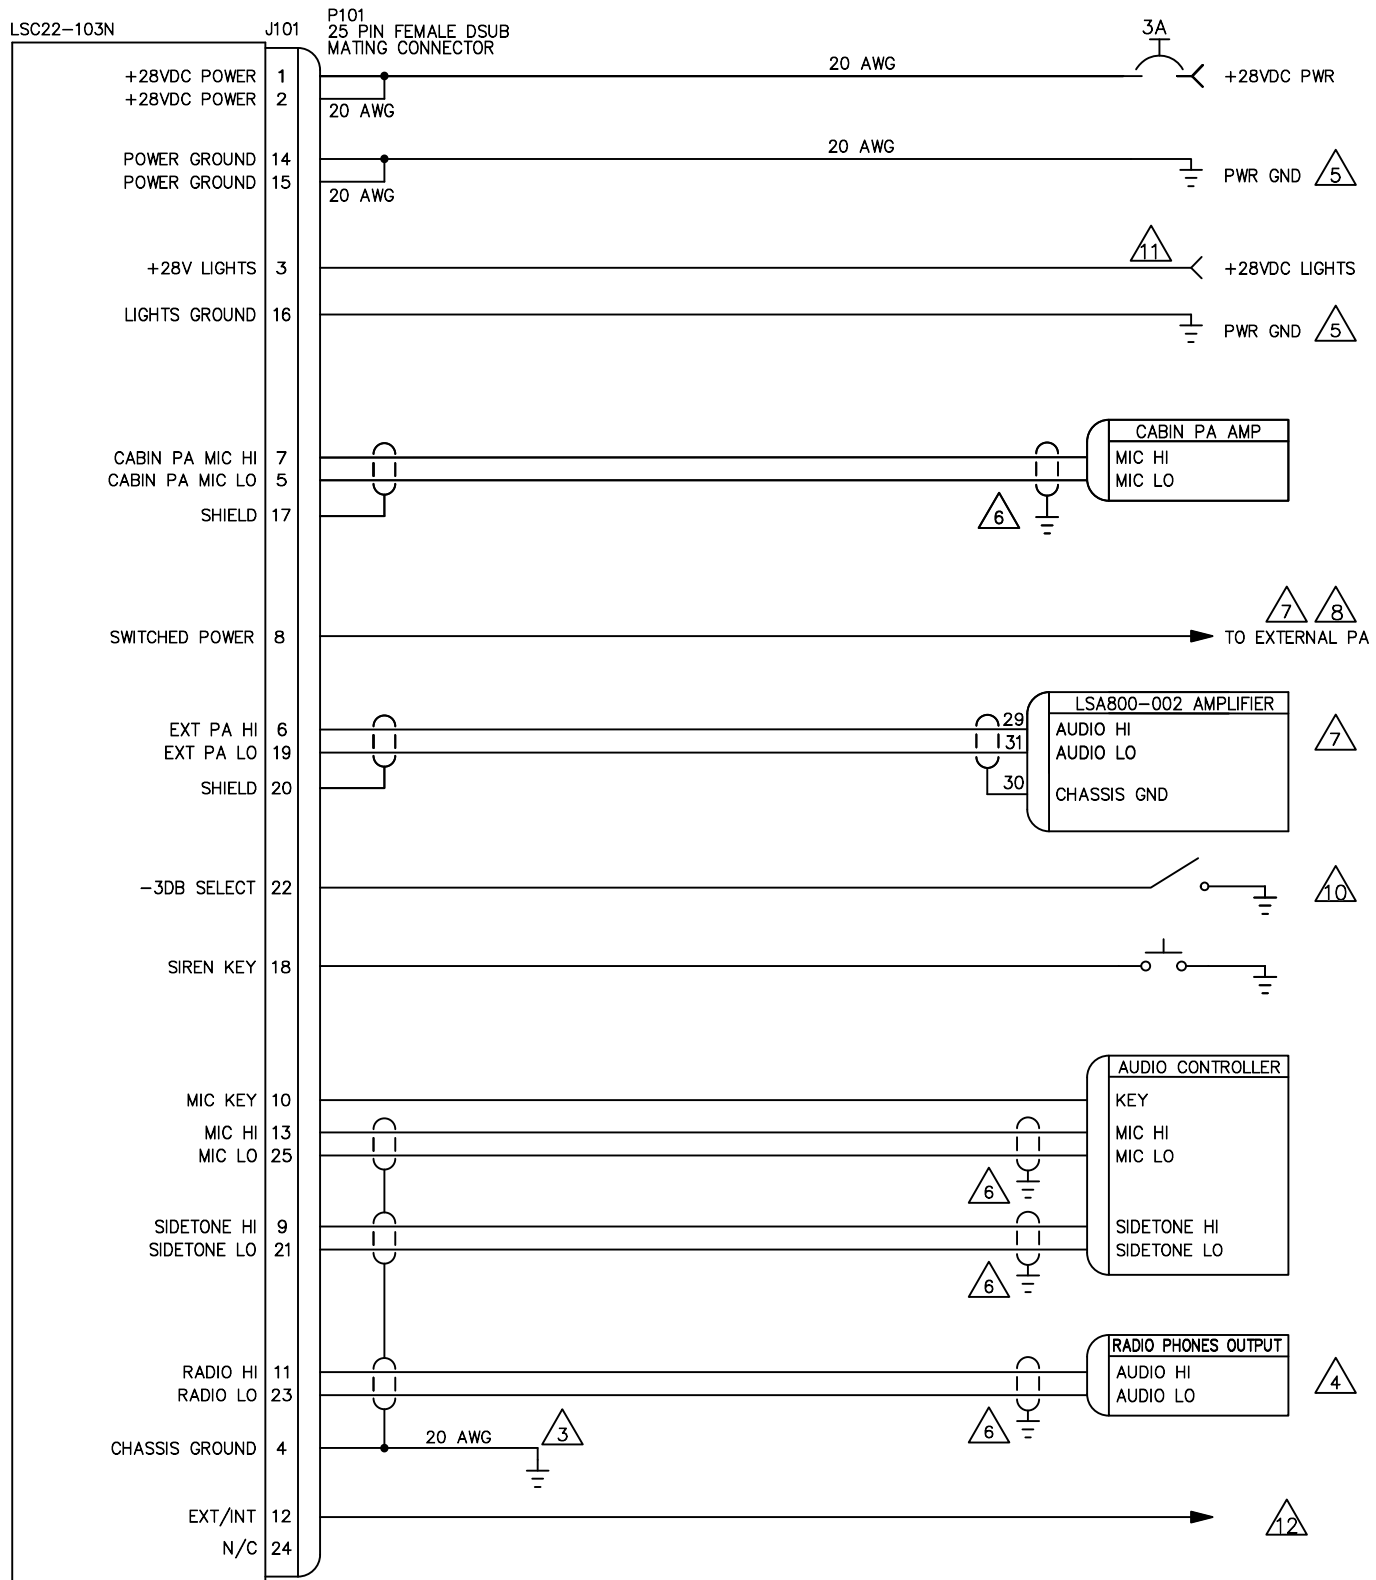 LSC22-103N
J101
P101
25 PIN FEMALE DSUB
MATING CONNECTOR
3A
+28VDC POWER 1
20 AWG
+28VDC PWR
+28VDC POWER 2
20 AWG
POWER GROUND 14
20 AWG
POWER GROUND 15
20 AWG
PWR GND 5
11
+28V LIGHTS 3
+28VDC LIGHTS
LIGHTS GROUND 16
PWR GND 5
CABIN PA AMP
CABIN PA MIC HI 7
MIC HI
CABIN PA MIC LO 5
MIC LO
SHIELD 17
6
7 8
SWITCHED POWER 8
TO EXTERNAL PA
LSA800-002 AMPLIFIER
EXT PA HI 6
29 AUDIO HI
7
EXT PA LO 19
31 AUDIO LO
SHIELD 20
30 CHASSIS GND
-3DB SELECT 22
10
SIREN KEY 18
AUDIO CONTROLLER
MIC KEY 10
KEY
MIC HI 13
MIC HI
MIC LO 25
MIC LO
6
SIDETONE HI 9
SIDETONE HI
SIDETONE LO 21
SIDETONE LO
6
RADIO PHONES OUTPUT
RADIO HI 11
AUDIO HI
4
RADIO LO 23
AUDIO LO
6
CHASSIS GROUND 4
20 AWG
3
EXT/INT 12
12
N/C 24